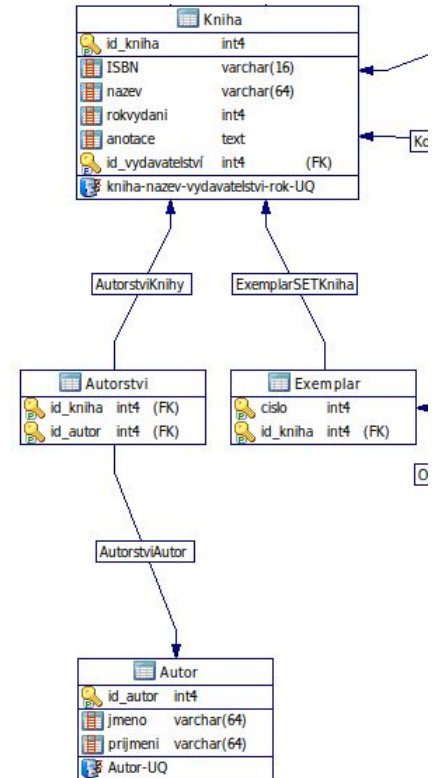 Kniha
id_kniha int4
ISBN varchar(16)
nazev varchar(64)
rokvydani int4
anotace text
id_vydavatelství int4 (FK)
kniha-nazev-vydavatelstvi-rok-UQ
AutorstviKnihy
ExemplarSETKniha
Autorstvi
id_kniha int4 (FK)
id_autor int4 (FK)
Exemplar
cislo int4
id_kniha int4 (FK)
AutorstviAutor
Autor
id_autor int4
jmeno varchar(64)
prijmeni varchar(64)
Autor-UQ